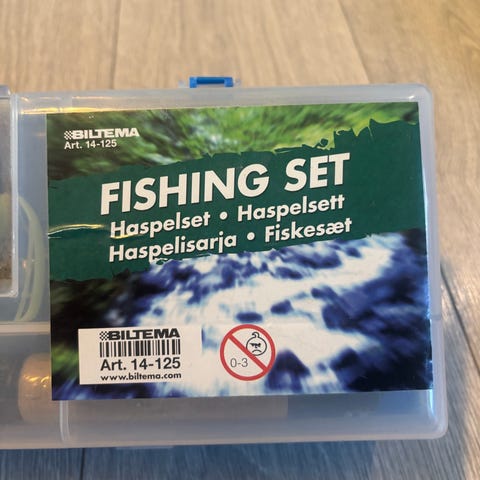 BILTEMA
Art. 14-125
FISHING SET
Haspelset • Haspelsett
Haspelisarja • Fiskesæt
BILTEMA
Art. 14-125
www.biltema.com
0-3